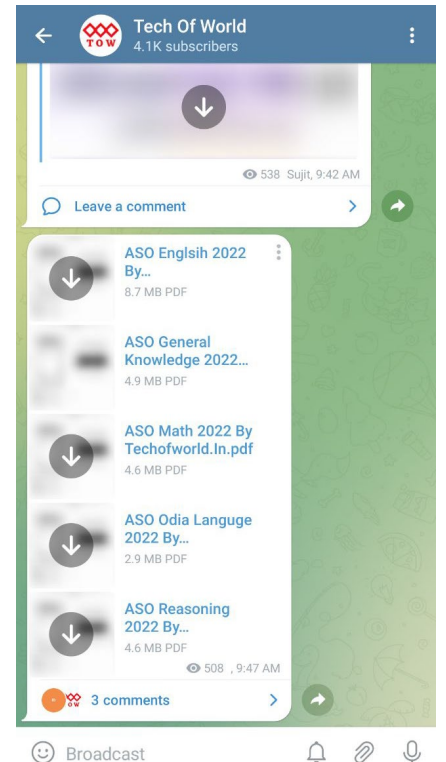 Tech Of World
TOW
4.1K subscribers
538 Sujit, 9:42 AM
Leave a comment
ASO Englsih 2022
By...
8.7 MB PDF
ASO General
Knowledge 2022...
4.9 MB PDF
ASO Math 2022 By
Techofworld.In.pdf
4.6 MB PDF
ASO Odia Languge
2022 By...
2.9 MB PDF
ASO Reasoning
2022 By...
4.6 MB PDF
508 , 9:47 AM
TOW
3 comments
Broadcast